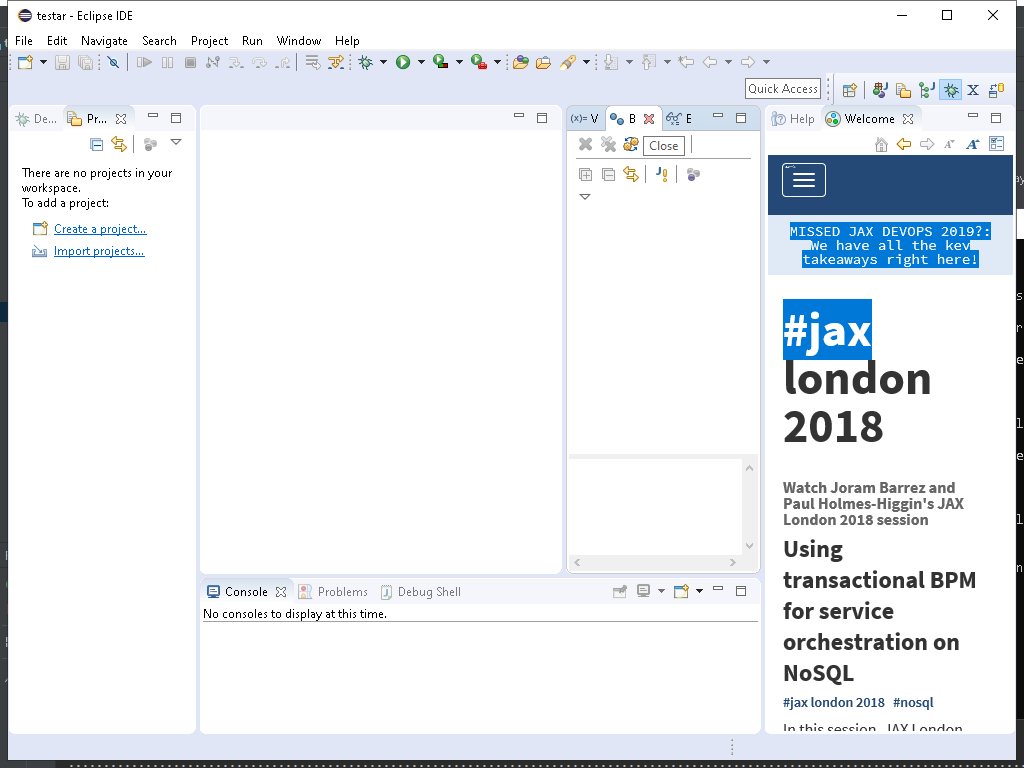 testar - Eclipse IDE
File Edit Navigate Search Project Run Window Help
Quick Access
De...
Pr...
There are no projects in your
workspace.
To add a project:
Create a project...
Import projects...
(x)= V
B
E
Close
Help
Welcome
MISSED JAX DEVOPS 2019?:
We have all the key
takeaways right here!
#jax
london
2018
Watch Joram Barrez and
Paul Holmes-Higgin's JAX
London 2018 session
Using
transactional BPM
for service
orchestration on
NoSQL
#jax london 2018 #nosql
In this session, JAX London
Console
Problems
Debug Shell
No consoles to display at this time.